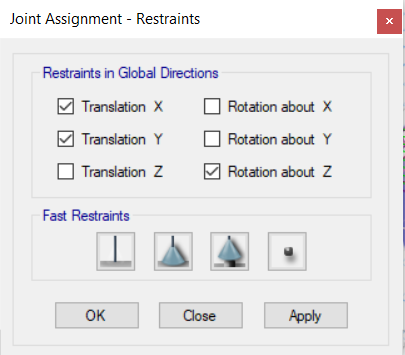 Joint Assignment - Restraints
Restraints in Global Directions
Translation X Rotation about X
Translation Y Rotation about Y
Translation Z Rotation about Z
Fast Restraints
OK Close Apply